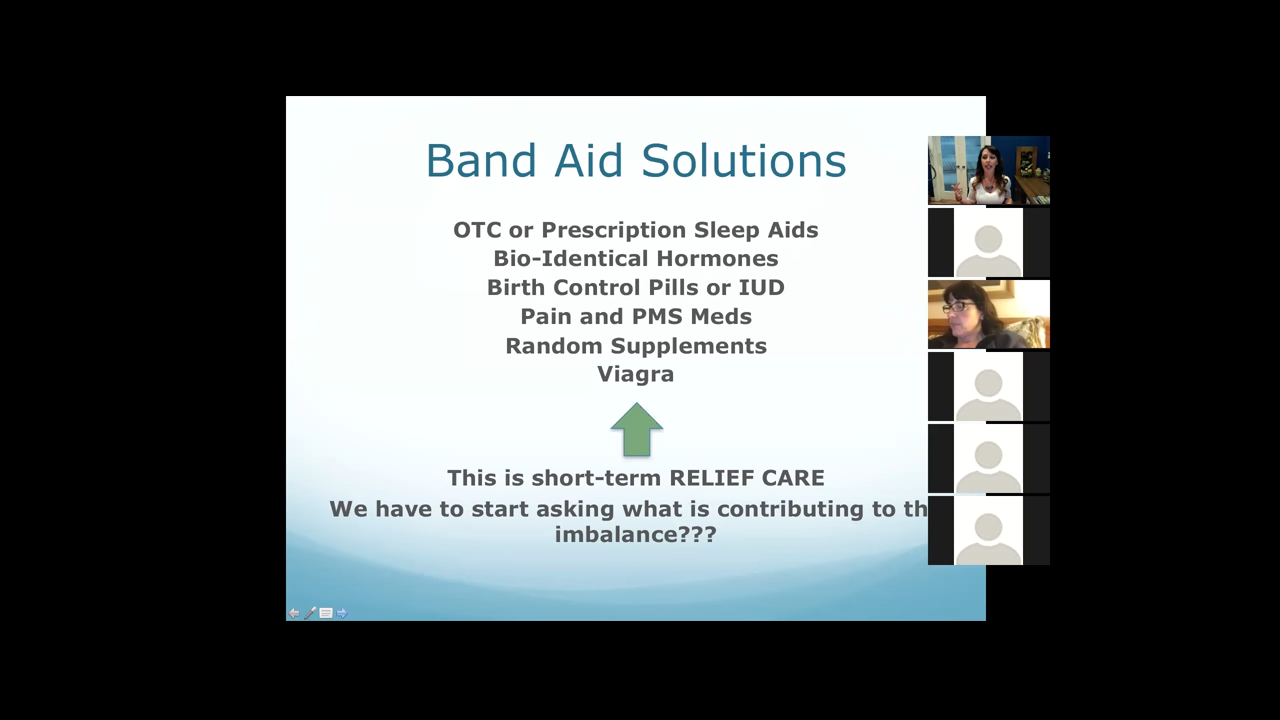 Band Aid Solutions
OTC or Prescription Sleep Aids
Bio-Identical Hormones
Birth Control Pills or IUD
Pain and PMS Meds
Random Supplements
Viagra
This is short-term RELIEF CARE
We have to start asking what is contributing to th
imbalance???